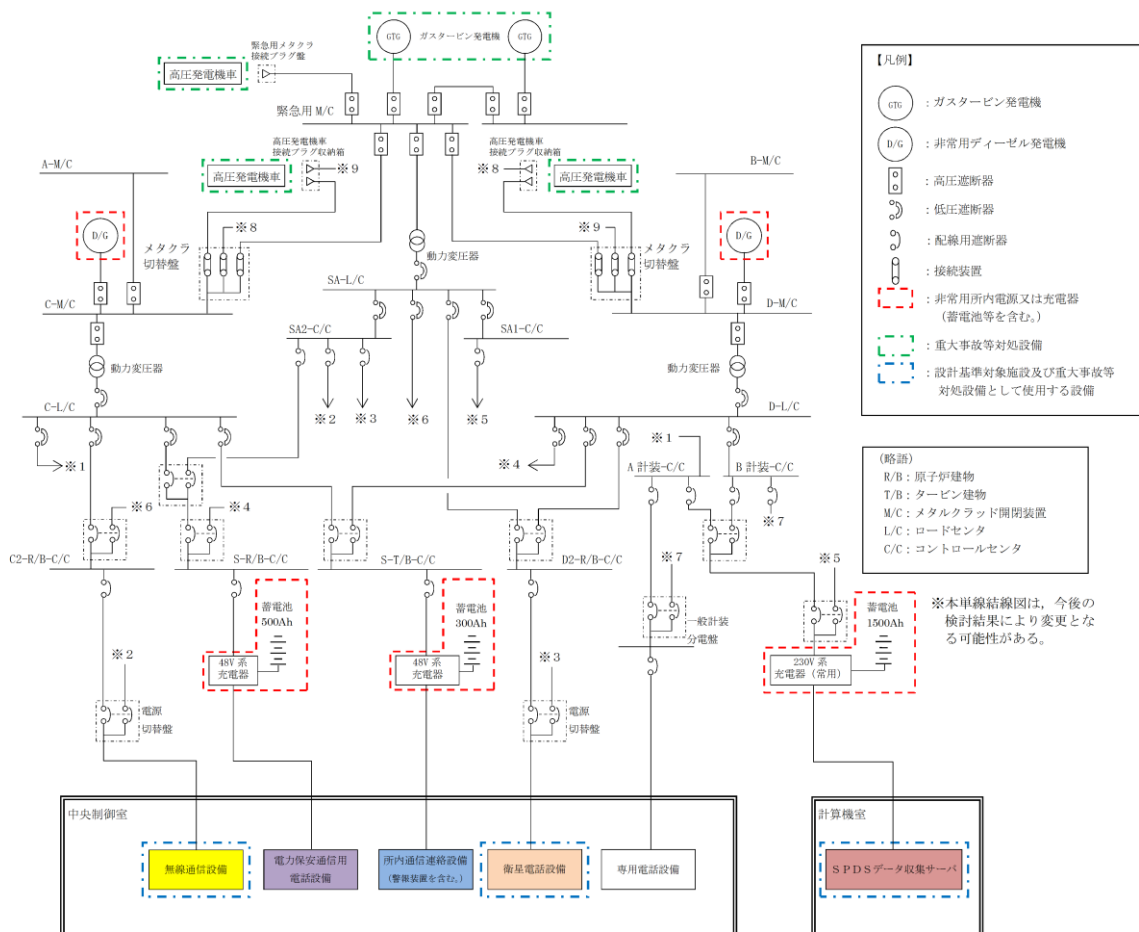 緊急用メタクラ
接続プラグ盤
高圧発電機車
GTG
ガスタービン発電機
GTG
緊急用 M/C
高圧発電機車
接続プラグ収納箱
※9
高圧発電機車
高圧発電機車
接続プラグ収納箱
※8
高圧発電機車
A-M/C
B-M/C
D/G
※8
メタクラ
切替盤
動力変圧器
※9
メタクラ
切替盤
D/G
C-M/C
SA-L/C
D-M/C
SA2-C/C
SA1-C/C
動力変圧器
動力変圧器
C-L/C
※2
※3
※6
※5
D-L/C
※1
※4
※1
A 計装-C/C
B 計装-C/C
※6
※4
※7
C2-R/B-C/C
S-R/B-C/C
S-T/B-C/C
D2-R/B-C/C
※7
※5
蓄電池
500Ah
蓄電池
300Ah
一般計装
分電盤
蓄電池
1500Ah
※2
48V 系
充電器
48V 系
充電器
※3
230V 系
充電器（常用）
電源
切替盤
電源
切替盤
中央制御室
計算機室
無線通信設備
電力保安通信用
電話設備
所内通信連絡設備
（警報装置を含む。）
衛星電話設備
専用電話設備
ＳＰＤＳデータ収集サーバ
【凡例】
GTG
：ガスタービン発電機
D/G
：非常用ディーゼル発電機
：高圧遮断器
：低圧遮断器
：配線用遮断器
：接続装置
：非常用所内電源又は充電器
（蓄電池等を含む。）
：重大事故等対処設備
：設計基準対象施設及び重大事故等
対処設備として使用する設備
(略語)
R/B：原子炉建物
T/B：タービン建物
M/C：メタルクラッド開閉装置
L/C：ロードセンタ
C/C：コントロールセンタ
※本単線結線図は，今後の
検討結果により変更とな
る可能性がある。